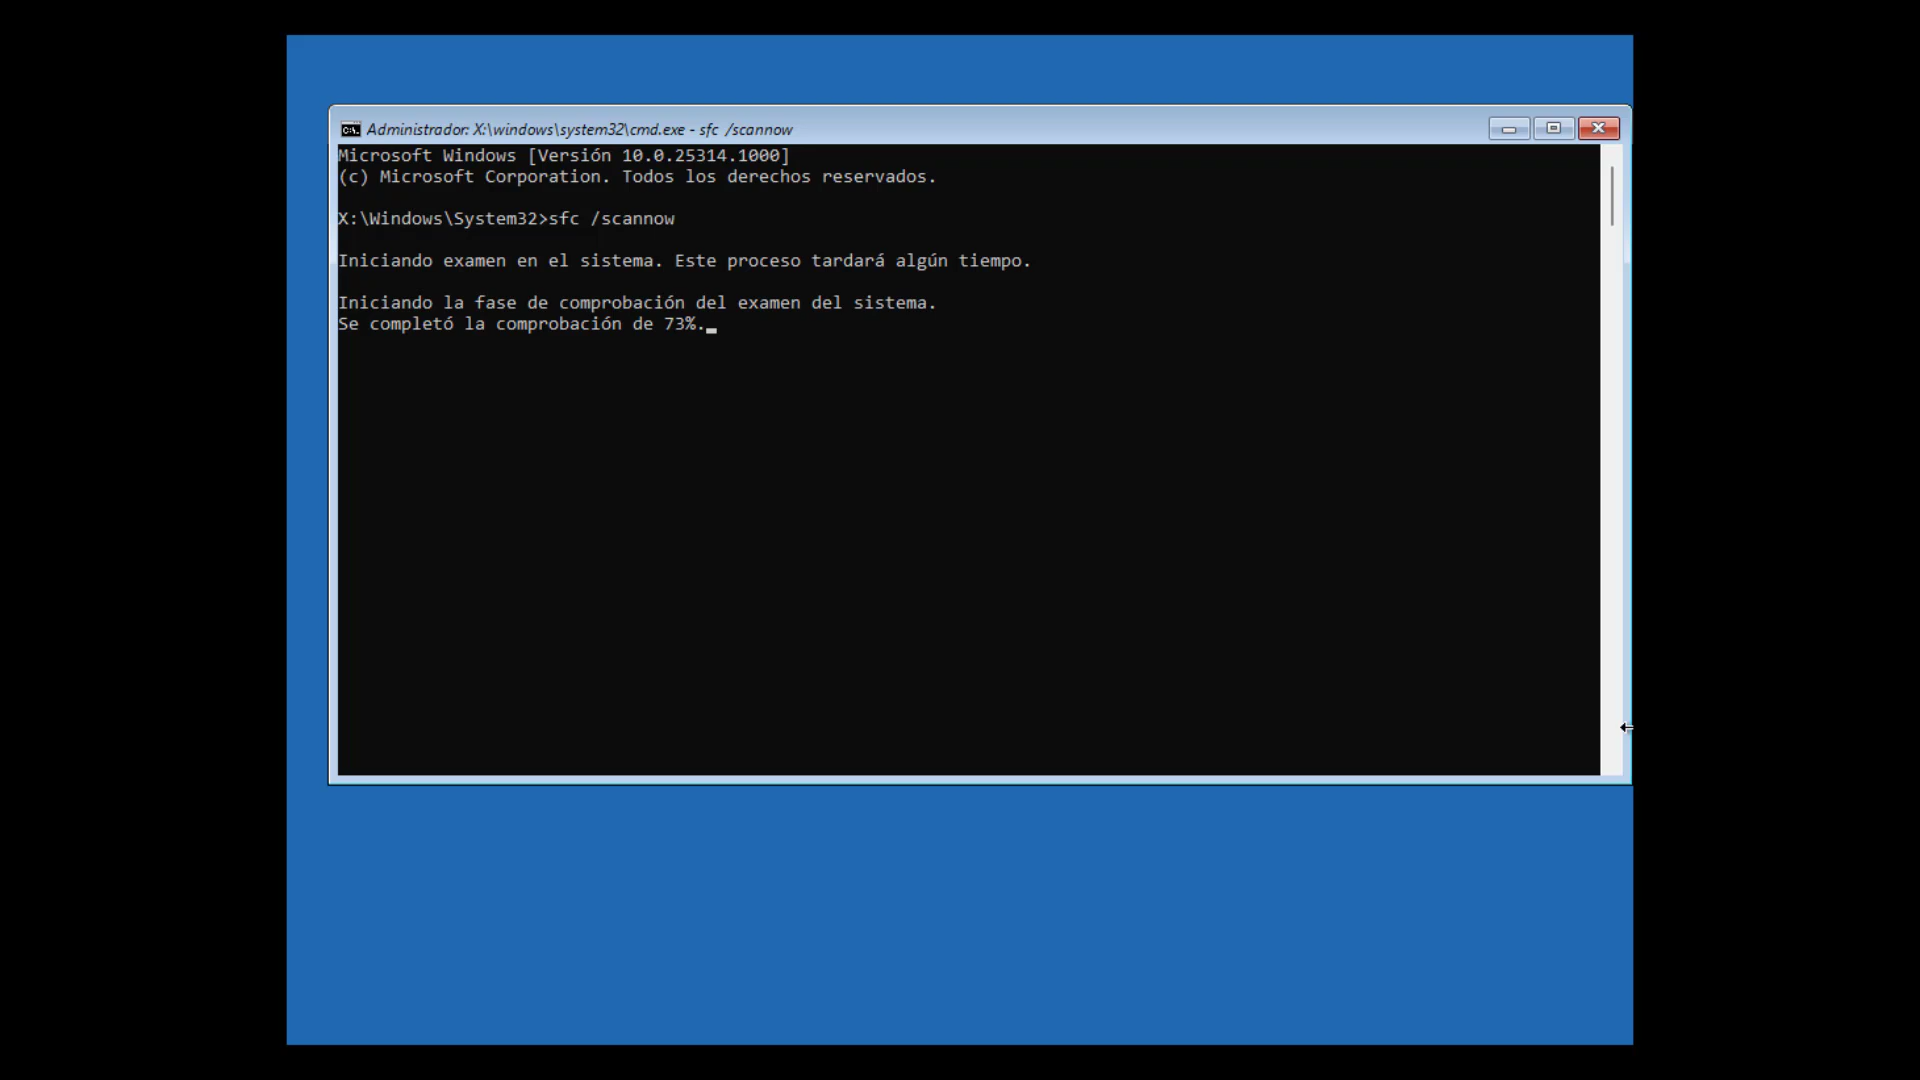 Administrador: X:\windows\system32\cmd.exe - sfc /scannow
Microsoft Windows [Versión 10.0.25314.1000]
(c) Microsoft Corporation. Todos los derechos reservados.
X:\Windows\System32>sfc /scannow
Iniciando examen en el sistema. Este proceso tardará algún tiempo.
Iniciando la fase de comprobación del examen del sistema.
Se completó la comprobación de 73%.